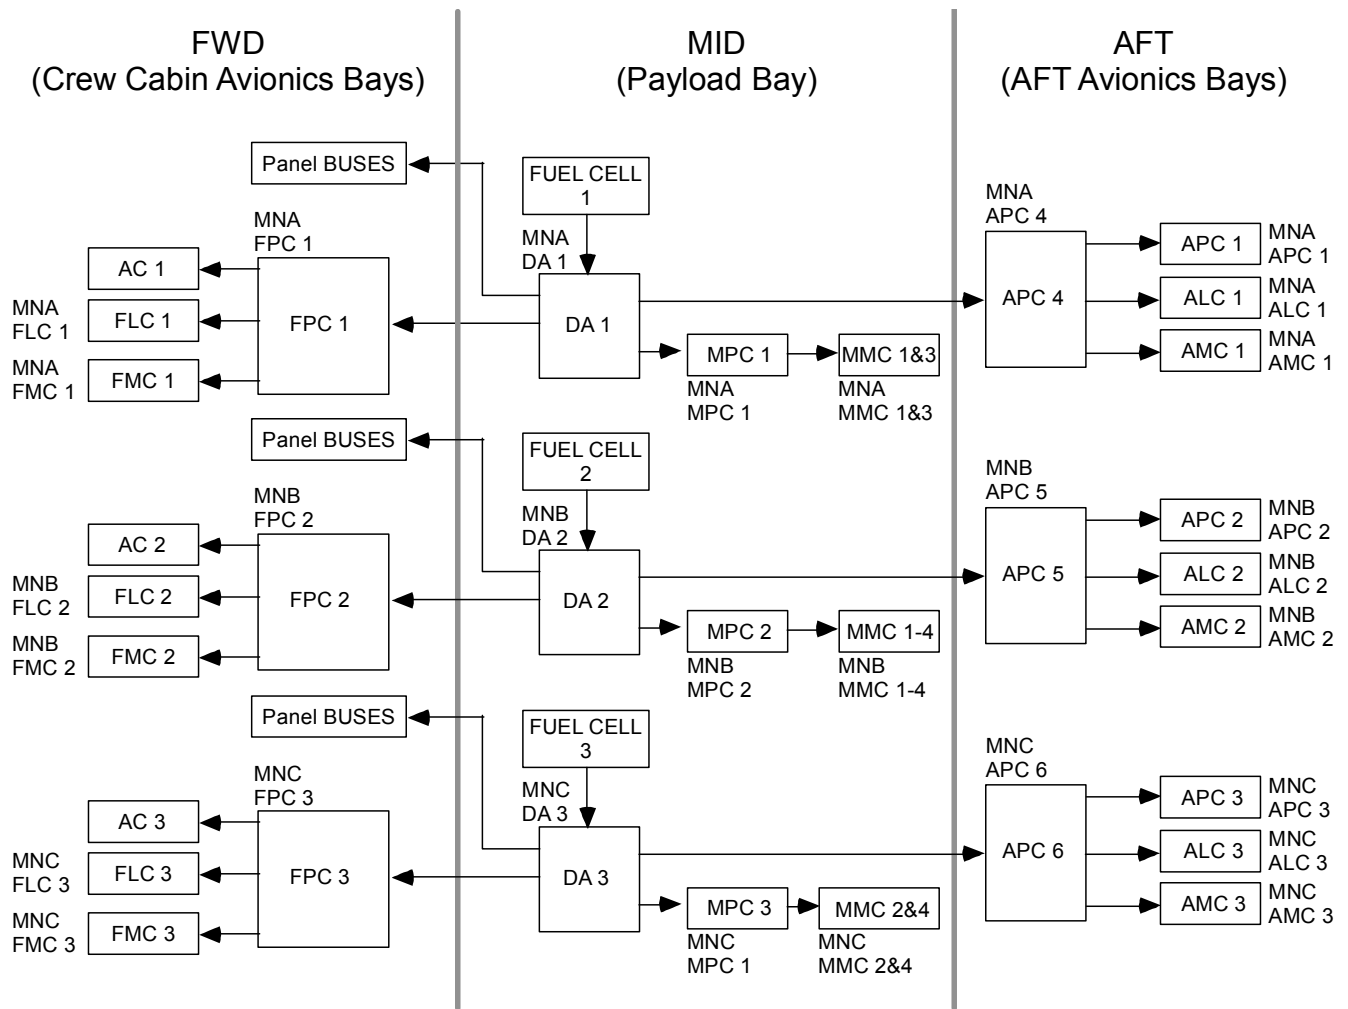 FWD
(Crew Cabin Avionics Bays)
MID
(Payload Bay)
AFT
(AFT Avionics Bays)
Panel BUSES
FUEL CELL
1
MNA
DA 1
MNA
FPC 1
AC 1
MNA
FLC 1
FLC 1
MNA
FMC 1
FMC 1
FPC 1
DA 1
MPC 1
MNA
MPC 1
MMC 1&3
MNA
MMC 1&3
MNA
APC 4
APC 4
APC 1
MNA
APC 1
ALC 1
MNA
ALC 1
AMC 1
MNA
AMC 1
Panel BUSES
FUEL CELL
2
MNB
DA 2
MNB
FPC 2
AC 2
MNB
FLC 2
FLC 2
MNB
FMC 2
FMC 2
FPC 2
DA 2
MPC 2
MNB
MPC 2
MMC 1-4
MNB
MMC 1-4
MNB
APC 5
APC 5
APC 2
MNB
APC 2
ALC 2
MNB
ALC 2
AMC 2
MNB
AMC 2
Panel BUSES
FUEL CELL
3
MNC
DA 3
MNC
FPC 3
AC 3
MNC
FLC 3
FLC 3
MNC
FMC 3
FMC 3
FPC 3
DA 3
MPC 3
MNC
MPC 1
MMC 2&4
MNC
MMC 2&4
MNC
APC 6
APC 6
APC 3
MNC
APC 3
ALC 3
MNC
ALC 3
AMC 3
MNC
AMC 3